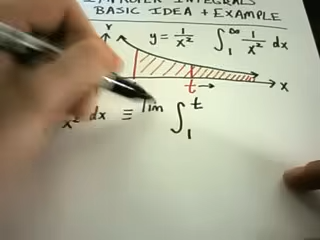 IMPROPER INTEGRALS
BASIC IDEA + EXAMPLE
Y y = 1/x² ∫₁^∞ 1/x² dx
t → x
x² dx ≡ lim ∫₁^t